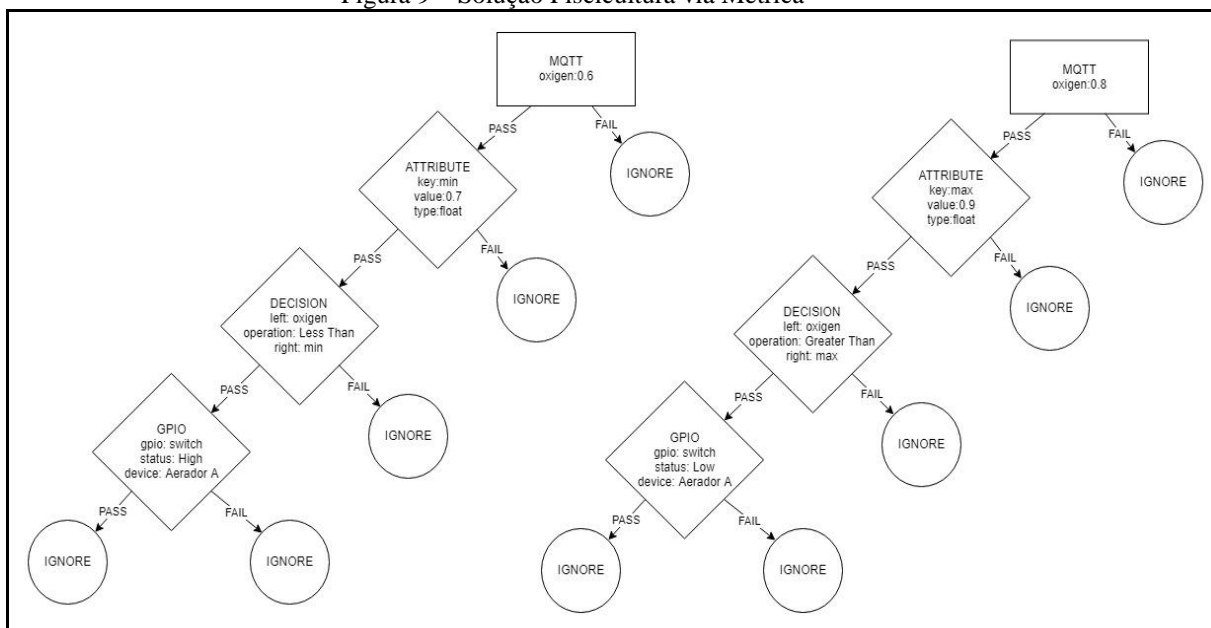 Figura 9 – Solução Piscicultura via Métrica
MQTT
oxigen:0.6
PASS
FAIL
IGNORE
ATTRIBUTE
key:min
value:0.7
type:float
PASS
FAIL
IGNORE
DECISION
left: oxigen
operation: Less Than
right: min
PASS
FAIL
IGNORE
GPIO
gpio: switch
status: High
device: Aerador A
PASS
FAIL
IGNORE
IGNORE
MQTT
oxigen:0.8
PASS
FAIL
IGNORE
ATTRIBUTE
key:max
value:0.9
type:float
PASS
FAIL
IGNORE
DECISION
left: oxigen
operation: Greater Than
right: max
PASS
FAIL
IGNORE
GPIO
gpio: switch
status: Low
device: Aerador A
PASS
FAIL
IGNORE
IGNORE